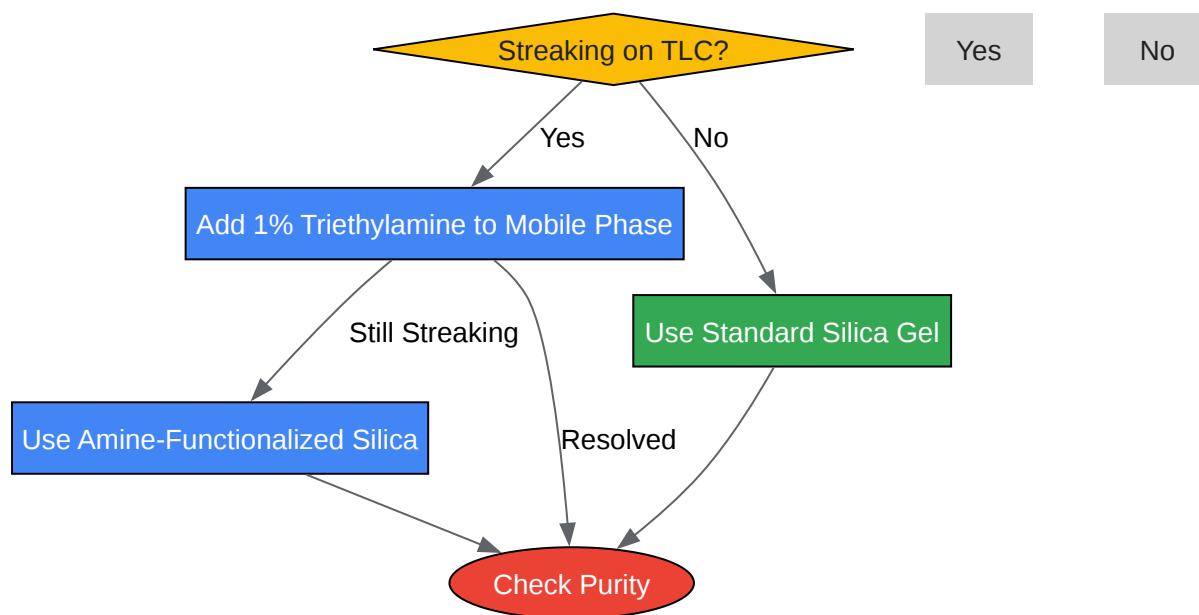 Streaking on TLC?
Yes
No
Yes
No
Add 1% Triethylamine to Mobile Phase
Still Streaking
Use Standard Silica Gel
Use Amine-Functionalized Silica
Resolved
Check Purity